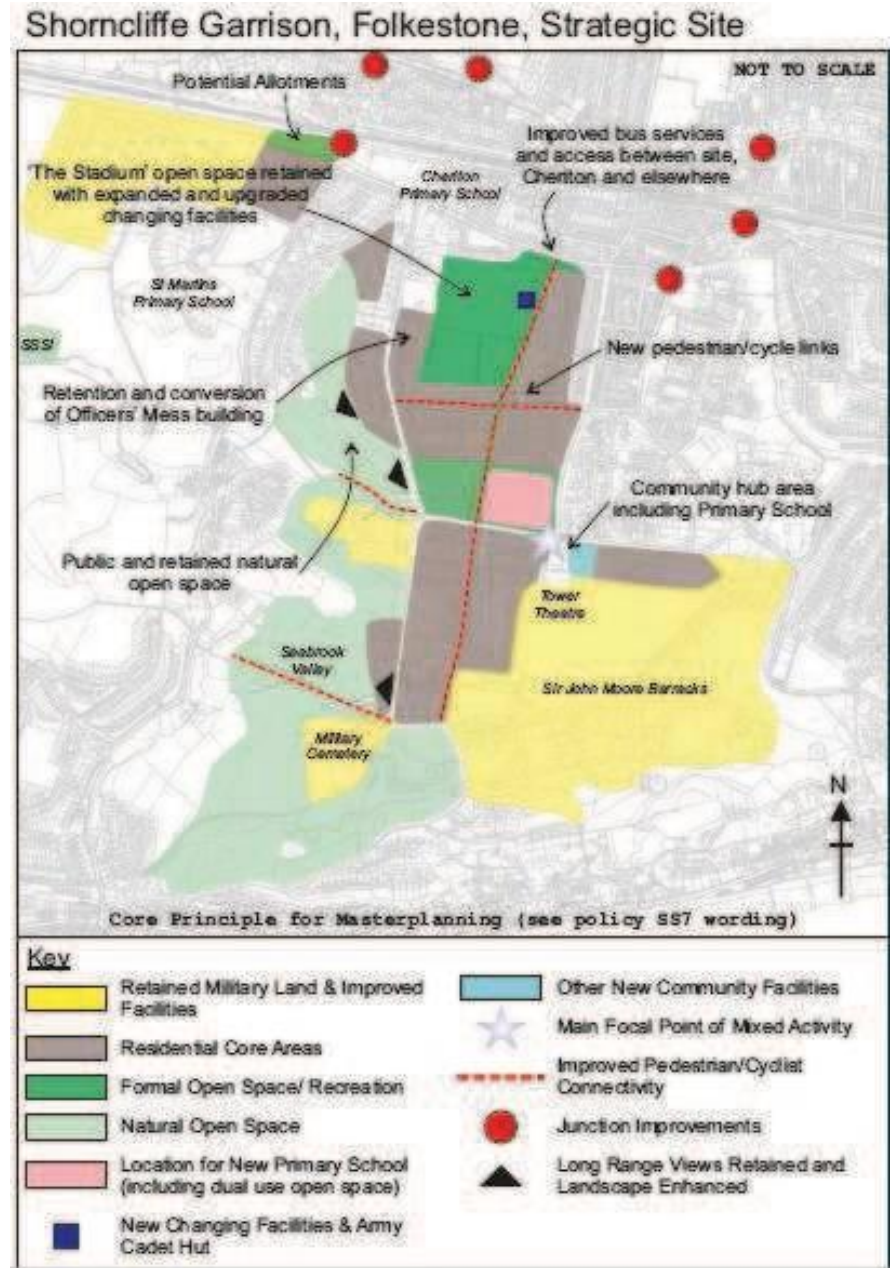 Shorncliffe Garrison, Folkestone, Strategic Site
NOT TO SCALE
Potential Allotments
Improved bus services
and access between site,
Cheriton and elsewhere
'The Stadium' open space retained
with expanded and upgraded
changing facilities
Cheriton
Primary School
St Martins
Primary School
SSSI
New pedestrian/cycle links
Retention and conversion
of Officers' Mess building
Community hub area
including Primary School
Public and retained natural
open space
Tower
Theatre
Seabrook
Valley
Sir John Moore Barracks
Military
Cemetery
N
Core Principle for Masterplanning (see policy SS7 wording)
Key
Retained Military Land & Improved
Facilities
Residential Core Areas
Formal Open Space/ Recreation
Natural Open Space
Location for New Primary School
(including dual use open space)
New Changing Facilities & Army
Cadet Hut
Other New Community Facilities
Main Focal Point of Mixed Activity
Improved Pedestrian/Cyclist
Connectivity
Junction Improvements
Long Range Views Retained and
Landscape Enhanced